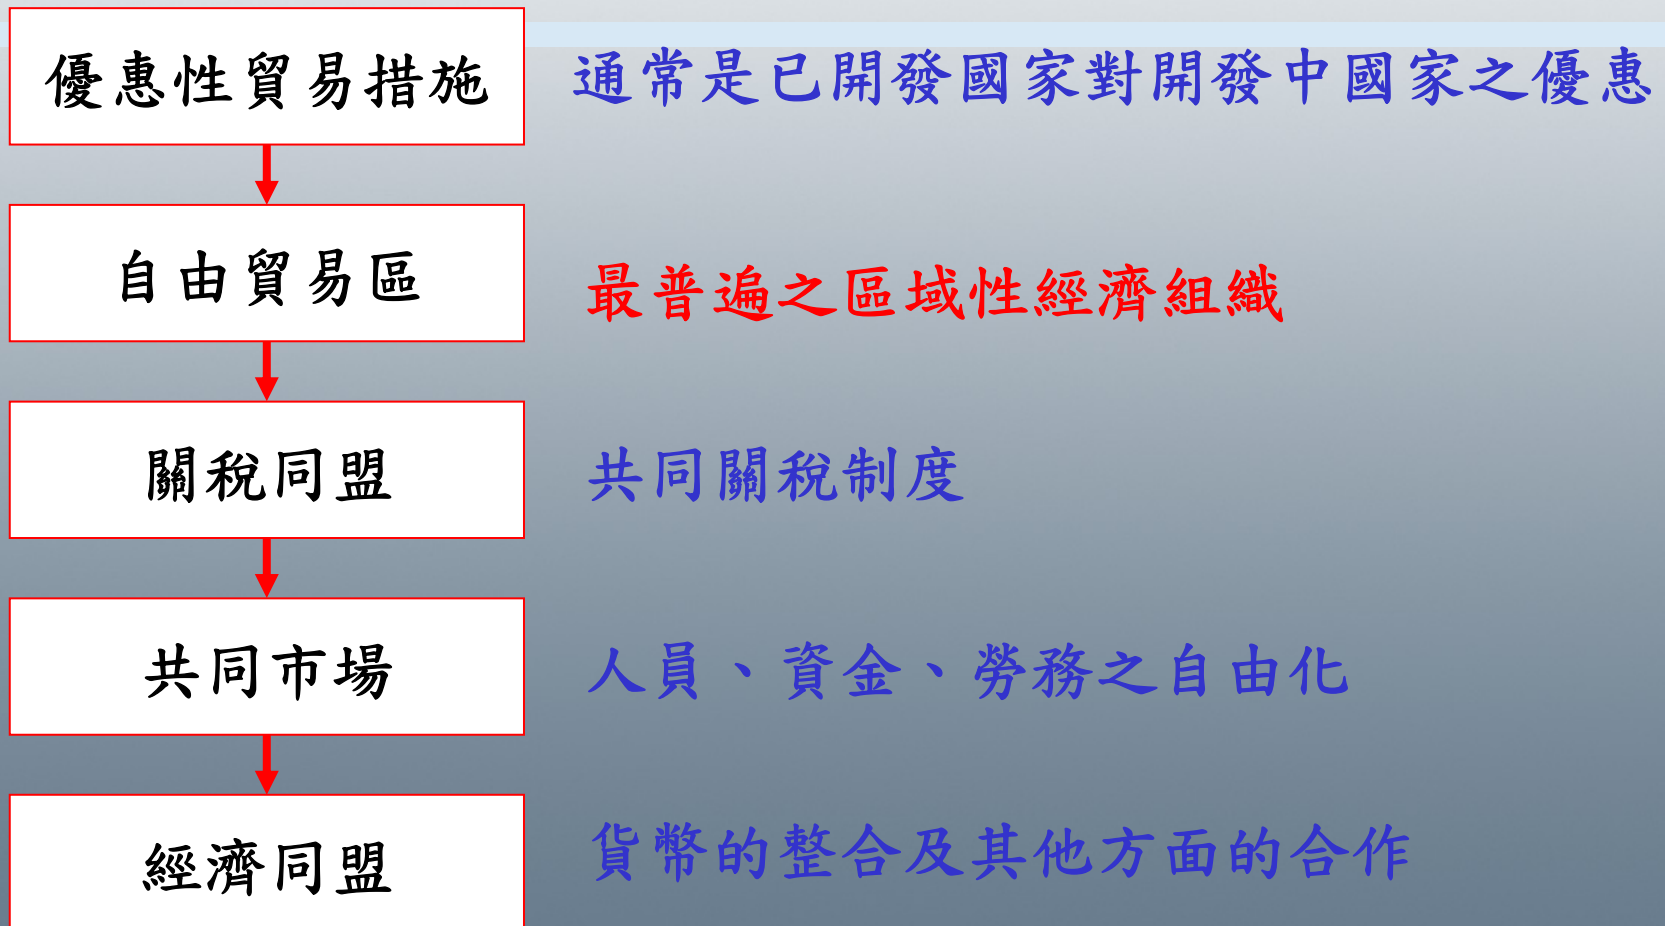 優惠性貿易措施
通常是已開發國家對開發中國家之優惠
自由貿易區
最普遍之區域性經濟組織
關稅同盟
共同關稅制度
共同市場
人員、資金、勞務之自由化
經濟同盟
貨幣的整合及其他方面的合作